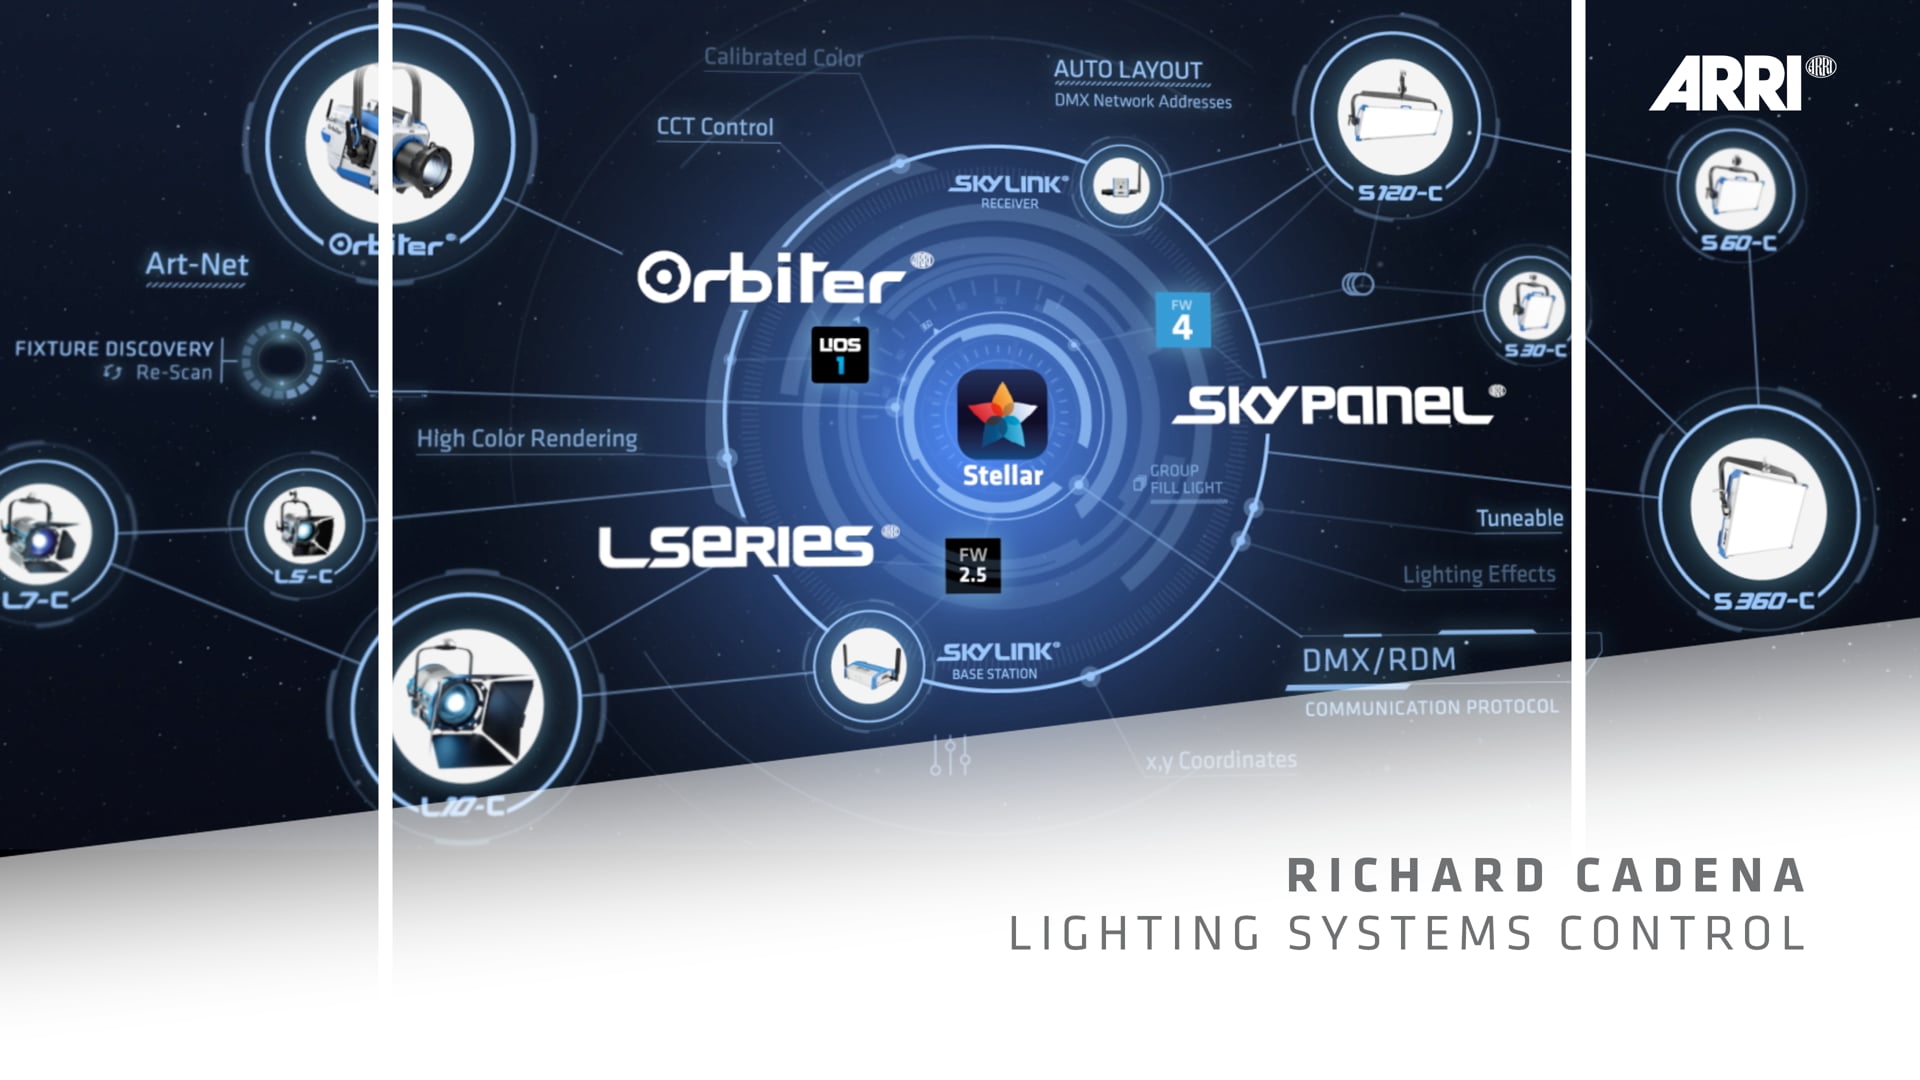 Calibrated Color
AUTO LAYOUT
DMX Network Addresses
ARRI
ARRI
CCT Control
SKYLINK®
RECEIVER
S120-C
S60-C
Orbiter®
Art-Net
Orbiter
ARRI
LiOS
1
FW
4
FIXTURE DISCOVERY
Re-Scan
S30-C
SKYPANEL
High Color Rendering
Stellar
GROUP
FILL LIGHT
Tuneable
LSERIES
FW
2.5
Lighting Effects
L5-C
L7-C
S360-C
SKYLINK®
BASE STATION
DMX/RDM
COMMUNICATION PROTOCOL
x,y Coordinates
L10-C
RICHARD CADENA
LIGHTING SYSTEMS CONTROL